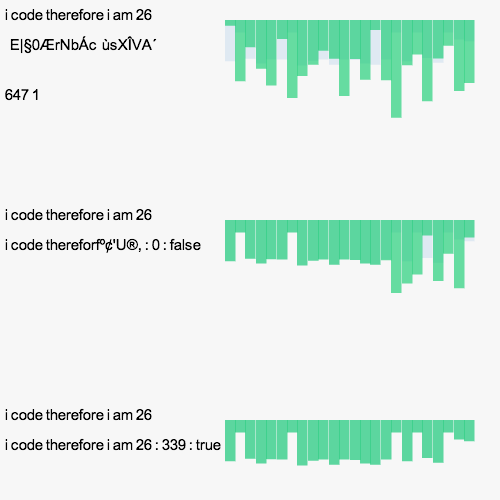 i code therefore i am 26
E|§0ÆrNbÁc ùsXÎVA´
647 1
i code therefore i am 26
i code thereforfº¢'U®, : 0 : false
i code therefore i am 26
i code therefore i am 26 : 339 : true